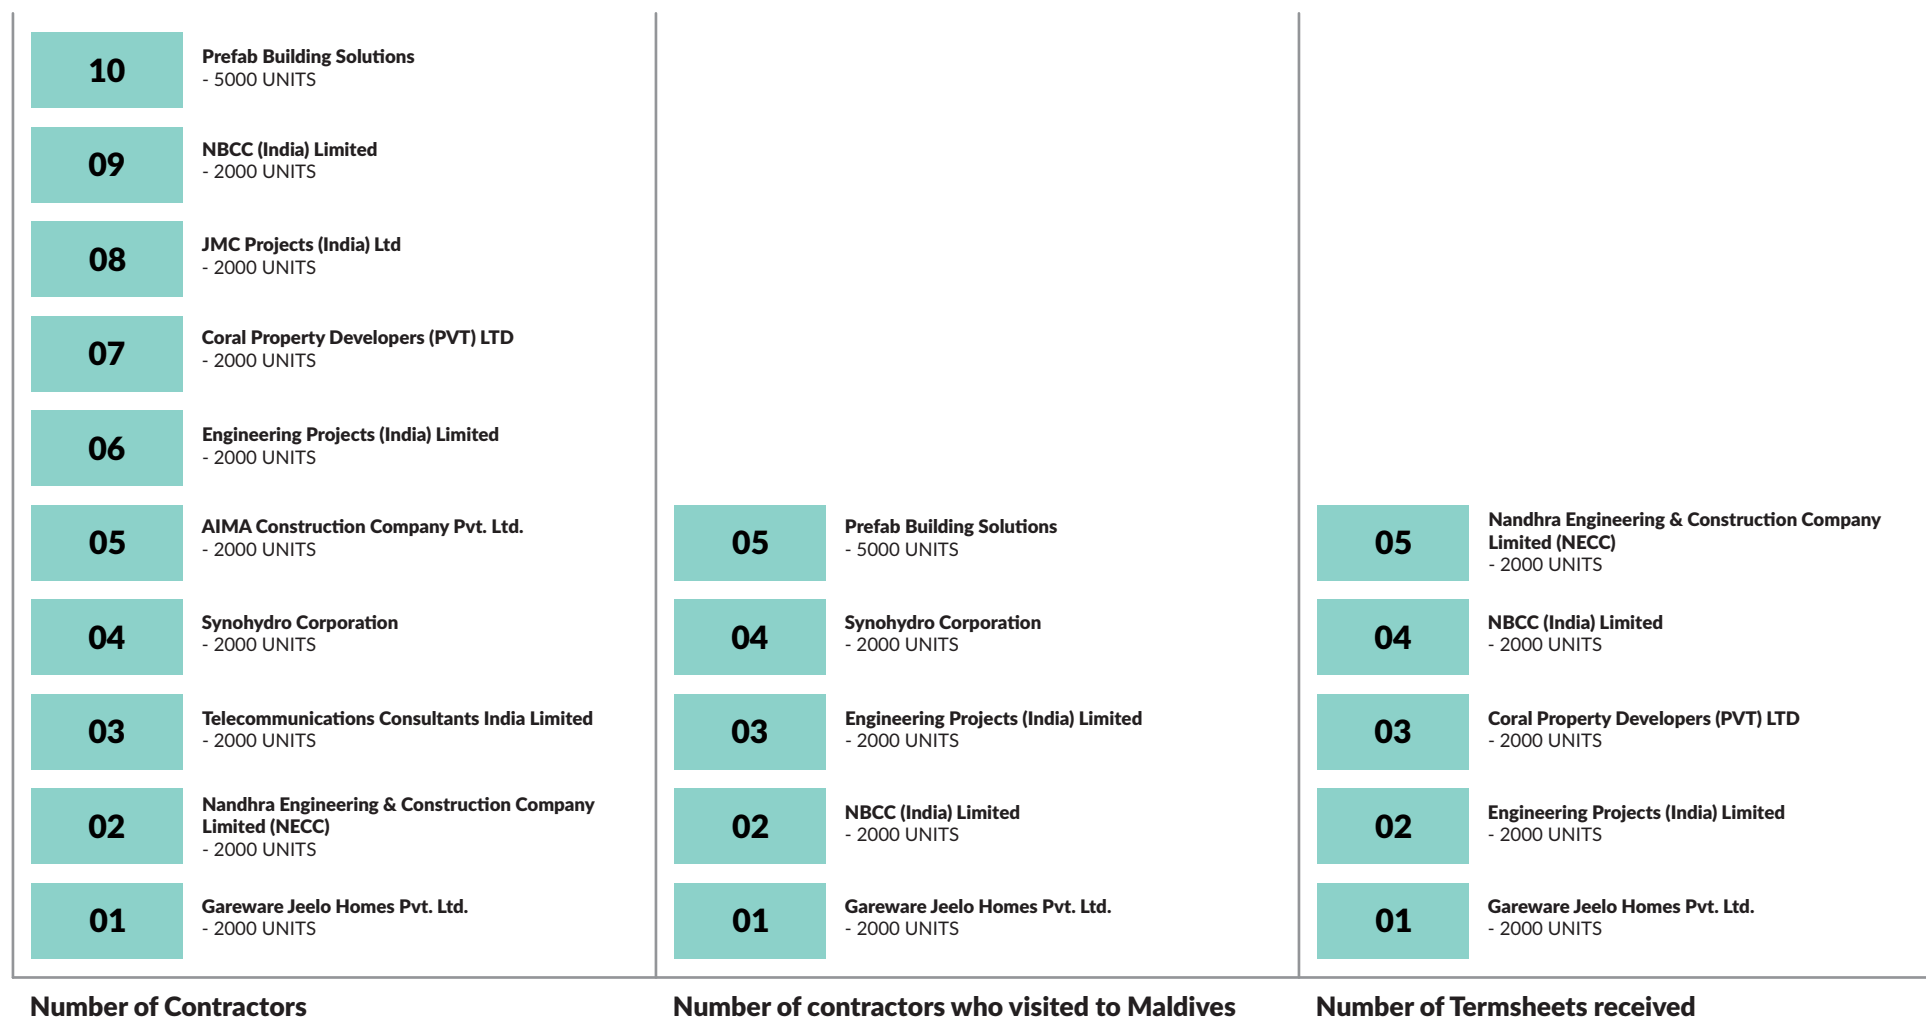 10
Prefab Building Solutions
- 5000 UNITS
09
NBCC (India) Limited
- 2000 UNITS
08
JMC Projects (India) Ltd
- 2000 UNITS
07
Coral Property Developers (PVT) LTD
- 2000 UNITS
06
Engineering Projects (India) Limited
- 2000 UNITS
05
AIMA Construction Company Pvt. Ltd.
- 2000 UNITS
04
Synohydro Corporation
- 2000 UNITS
03
Telecommunications Consultants India Limited
- 2000 UNITS
02
Nandhra Engineering & Construction Company
Limited (NECC)
- 2000 UNITS
01
Gareware Jeelo Homes Pvt. Ltd.
- 2000 UNITS
Number of Contractors
05
Prefab Building Solutions
- 5000 UNITS
04
Synohydro Corporation
- 2000 UNITS
03
Engineering Projects (India) Limited
- 2000 UNITS
02
NBCC (India) Limited
- 2000 UNITS
01
Gareware Jeelo Homes Pvt. Ltd.
- 2000 UNITS
Number of contractors who visited to Maldives
05
Nandhra Engineering & Construction Company
Limited (NECC)
- 2000 UNITS
04
NBCC (India) Limited
- 2000 UNITS
03
Coral Property Developers (PVT) LTD
- 2000 UNITS
02
Engineering Projects (India) Limited
- 2000 UNITS
01
Gareware Jeelo Homes Pvt. Ltd.
- 2000 UNITS
Number of Termsheets received